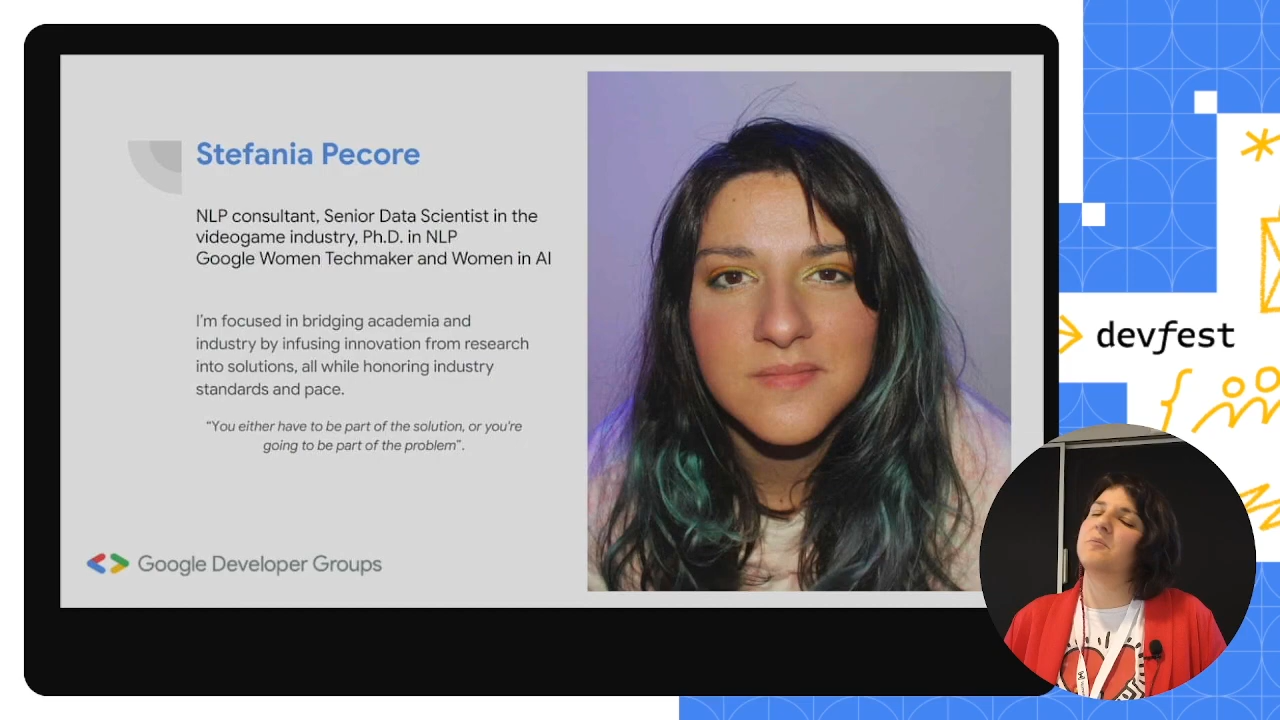 Stefania Pecore
NLP consultant, Senior Data Scientist in the
videogame industry, Ph.D. in NLP
Google Women Techmaker and Women in AI
I'm focused in bridging academia and
industry by infusing innovation from research
into solutions, all while honoring industry
standards and pace.
“You either have to be part of the solution, or you're
going to be part of the problem”.
Google Developer Groups
devfest